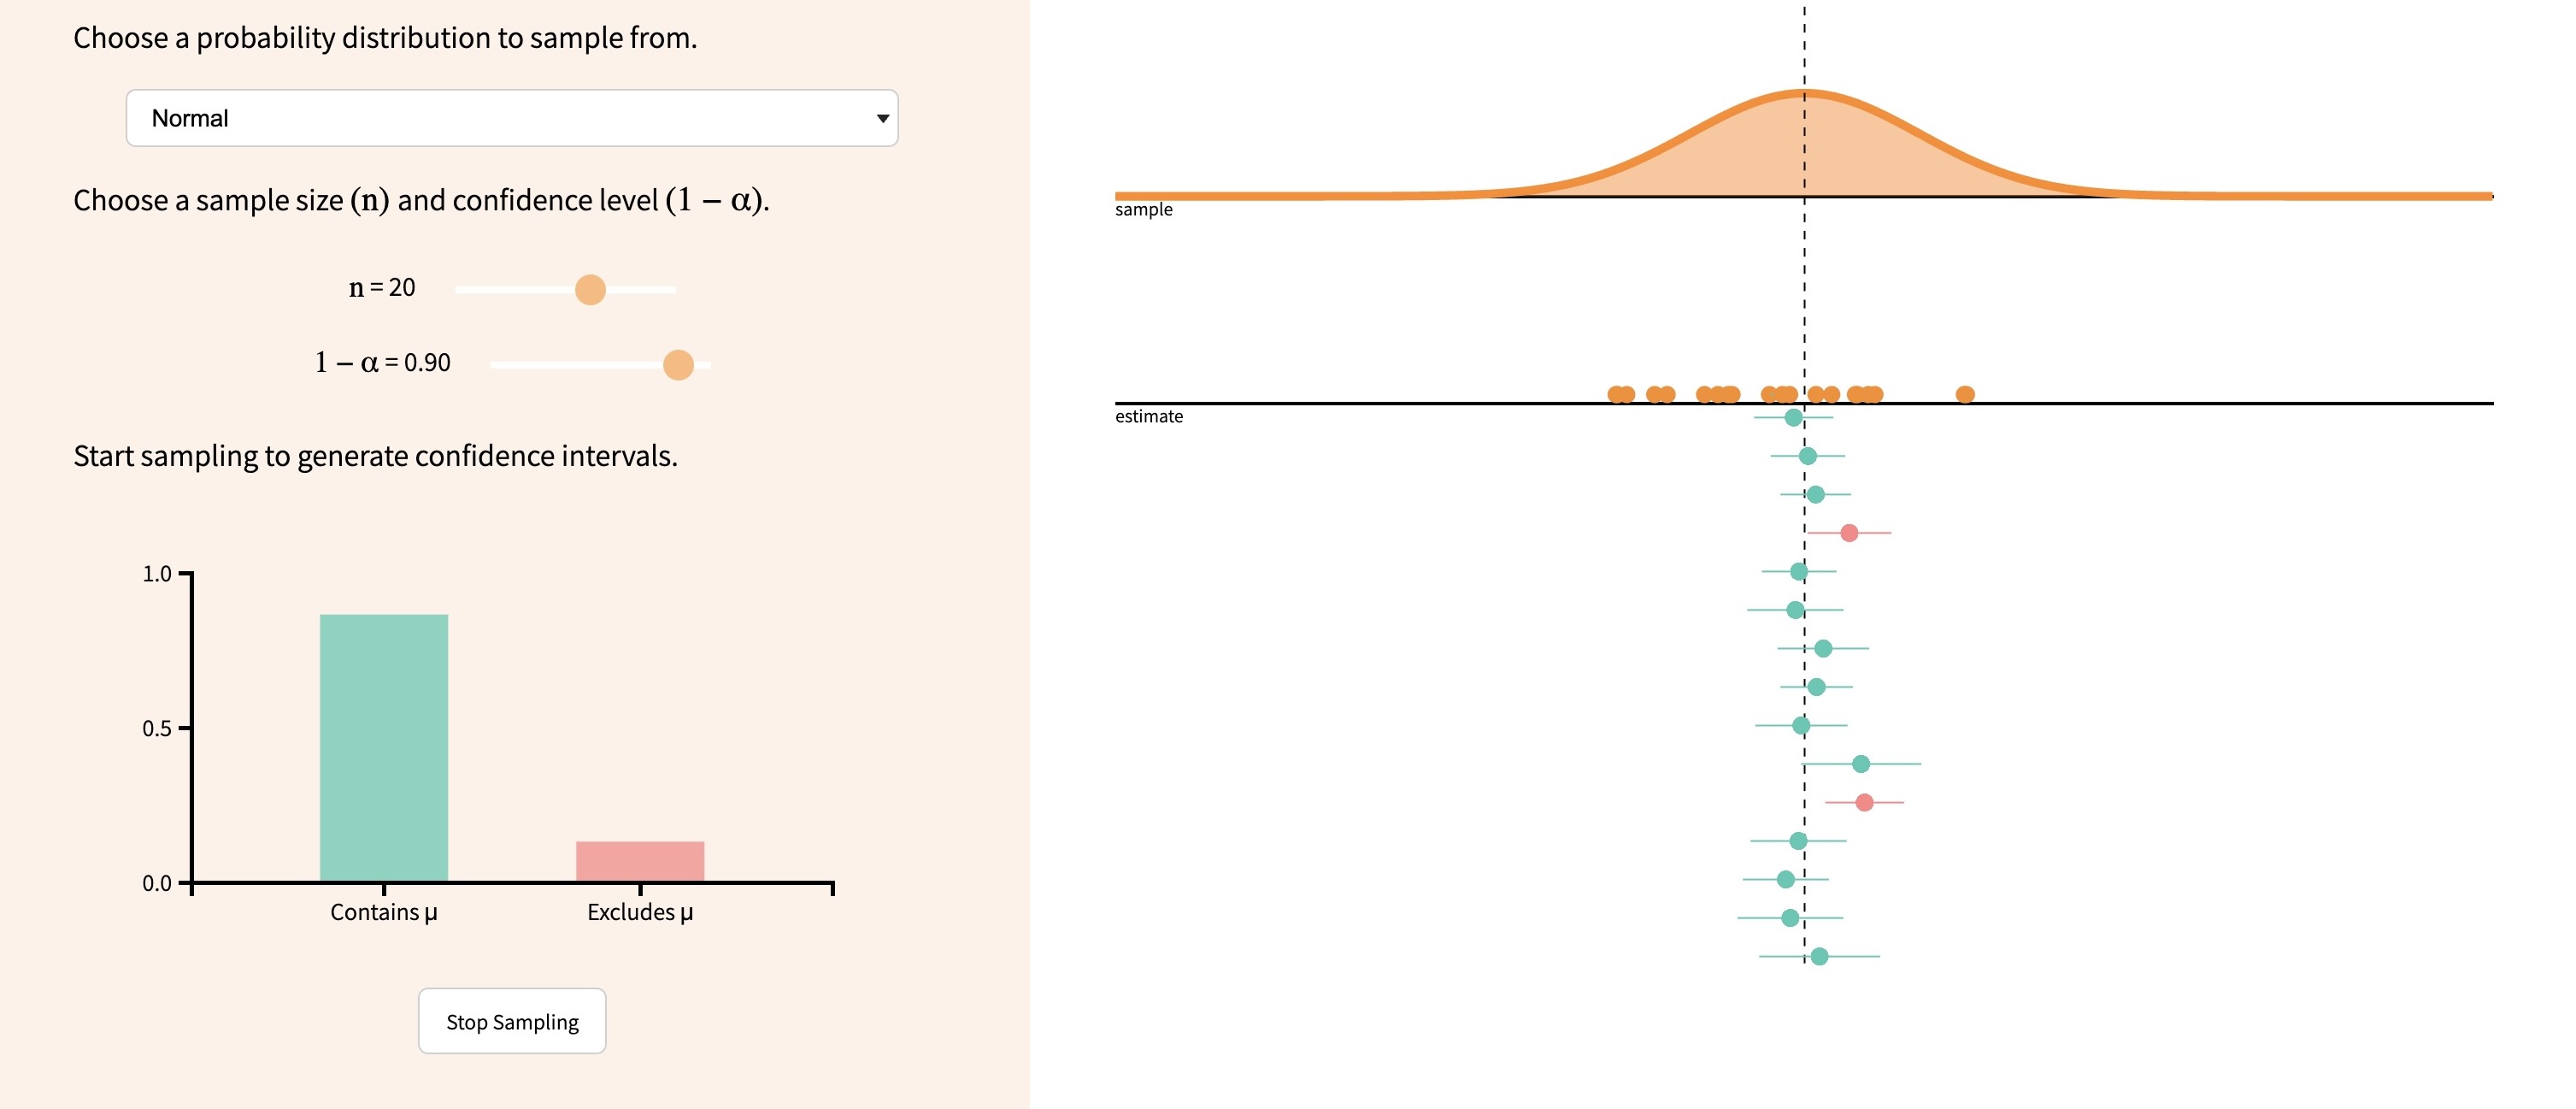 Choose a probability distribution to sample from.
Normal
Choose a sample size (n) and confidence level (1 − α).
n = 20
1 − α = 0.90
Start sampling to generate confidence intervals.
1.0
0.5
0.0
Contains μ
Excludes μ
Stop Sampling
sample
estimate